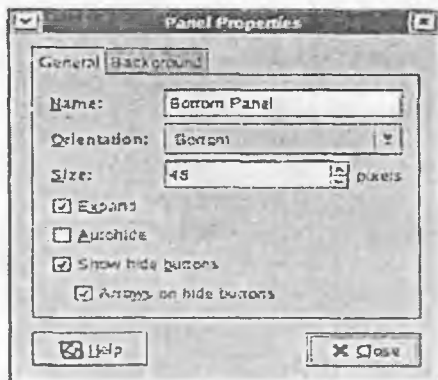 Panel Properties
General Background
Name: Bottom Panel
Orientation: Bottom
Size: 48 pixels
Expand
Autohide
Show hide buttons
Arrows on hide buttons
Help Close